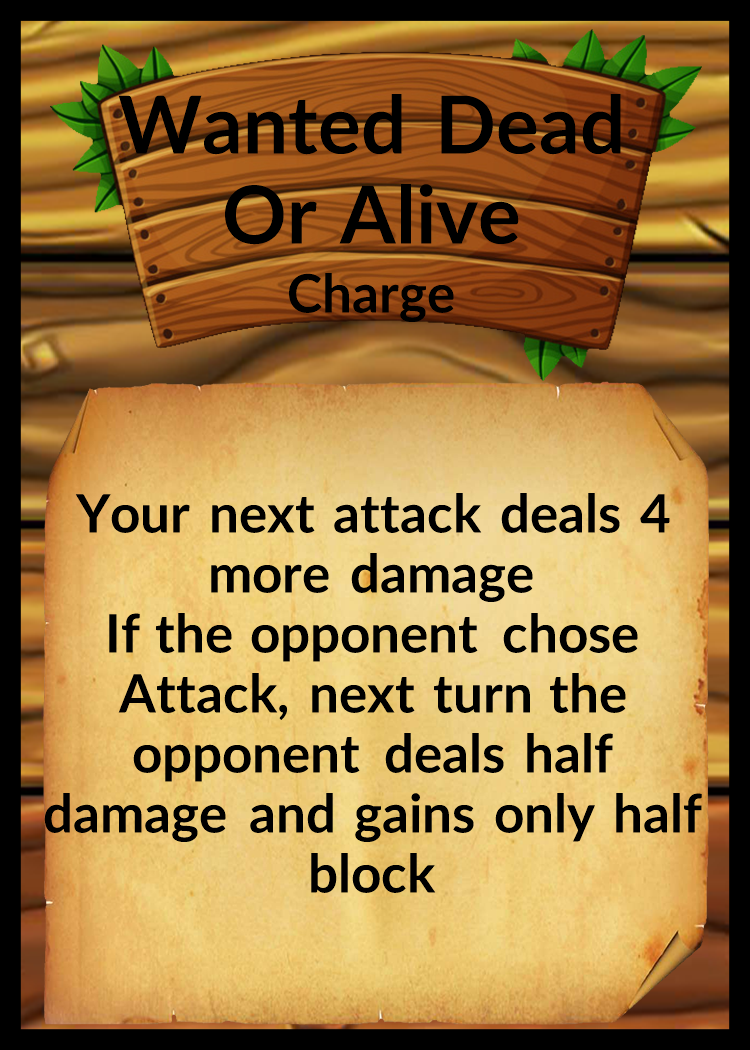 Wanted Dead
Or Alive
Charge
Your next attack deals 4
more damage
If the opponent chose
Attack, next turn the
opponent deals half
damage and gains only half
block